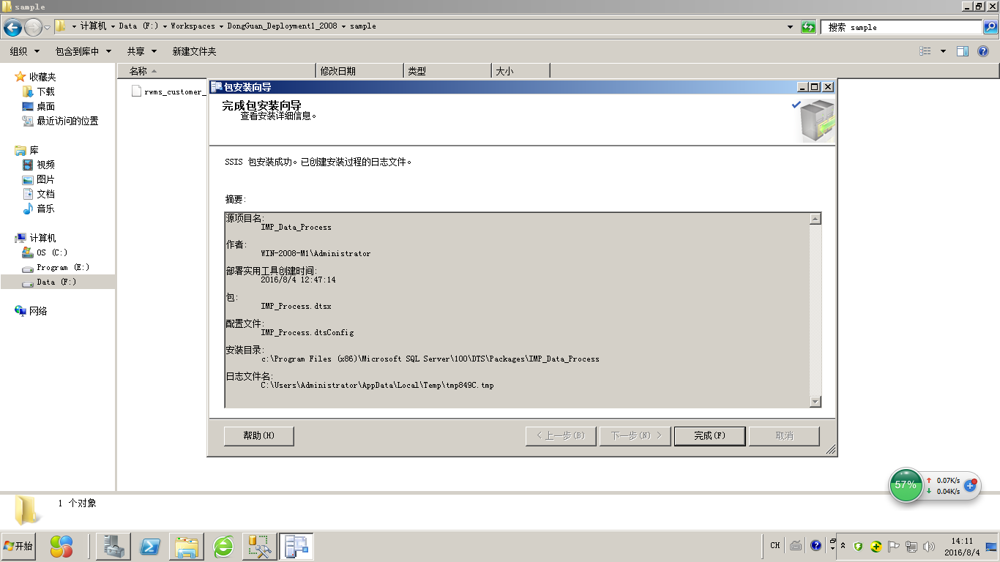 sample
计算机 Data (F:) Workspaces DongGuan_Deployment1_2008 sample
搜索 sample
组织 包含到库中 共享 新建文件夹
收藏夹
下载
桌面
最近访问的位置
库
视频
图片
文档
音乐
计算机
OS (C:)
Program (E:)
Data (F:)
网络
名称 修改日期 类型 大小
rwms_customer_
包安装向导
完成包安装向导
查看安装详细信息。
SSIS 包安装成功。已创建安装过程的日志文件。
摘要:
源项目名:
IMP_Data_Process
作者:
WIN-2008-M1\Administrator
部署实用工具创建时间:
2016/8/4 12:47:14
包:
IMP_Process.dtsx
配置文件:
IMP_Process.dtsConfig
安装目录:
c:\Program Files (x86)\Microsoft SQL Server\100\DTS\Packages\IMP_Data_Process
日志文件名:
C:\Users\Administrator\AppData\Local\Temp\tmp849C.tmp
帮助(H) < 上一步(B) 下一步(N) > 完成(F) 取消
57% 0.07K/s
0.04K/s
1 个对象
开始 CH 14:11
2016/8/4